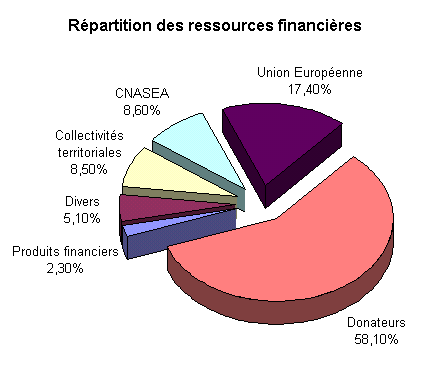 Répartition des ressources financières
Union Européenne
17,40%
CNASEA
8,60%
Collectivités
territoriales
8,50%
Divers
5,10%
Produits financiers
2,30%
Donateurs
58,10%